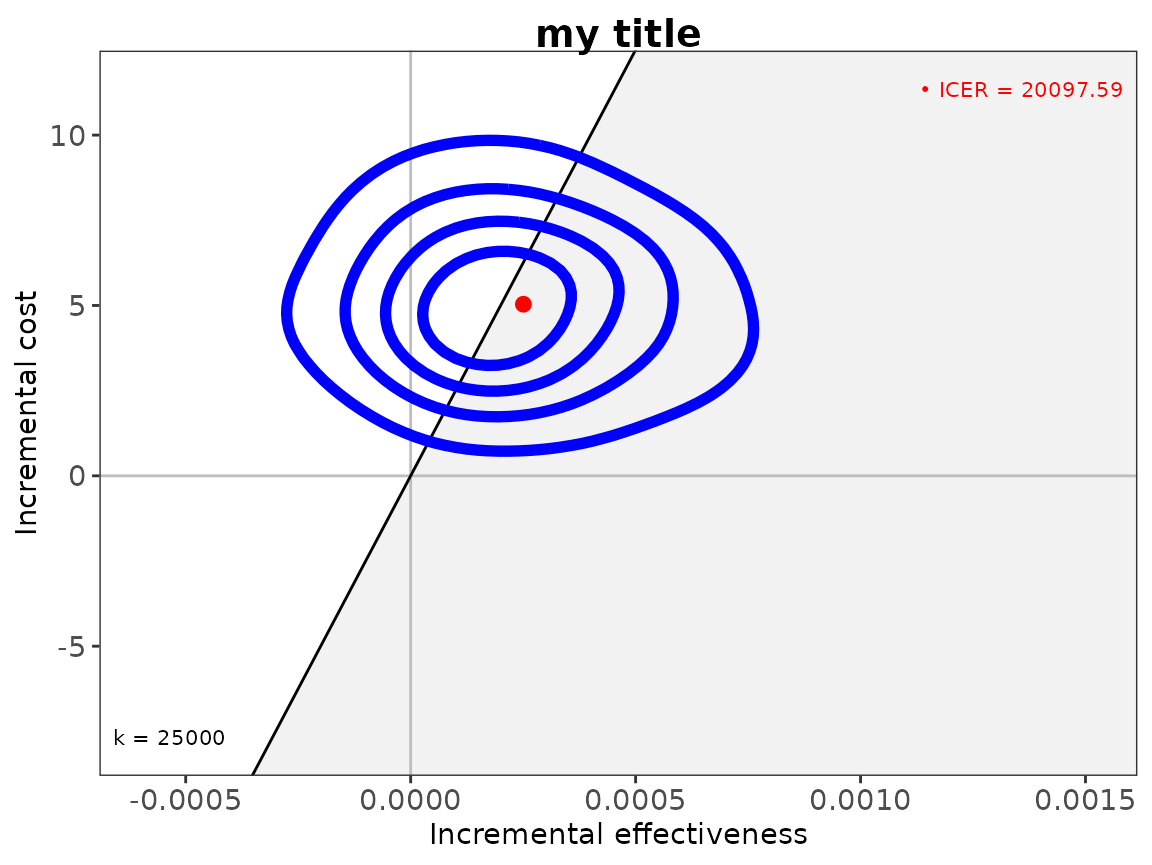 my title
• ICER = 20097.59
Incremental cost
10
5
0
-5
k = 25000
-0.0005 0.0000 0.0005 0.0010 0.0015
Incremental effectiveness